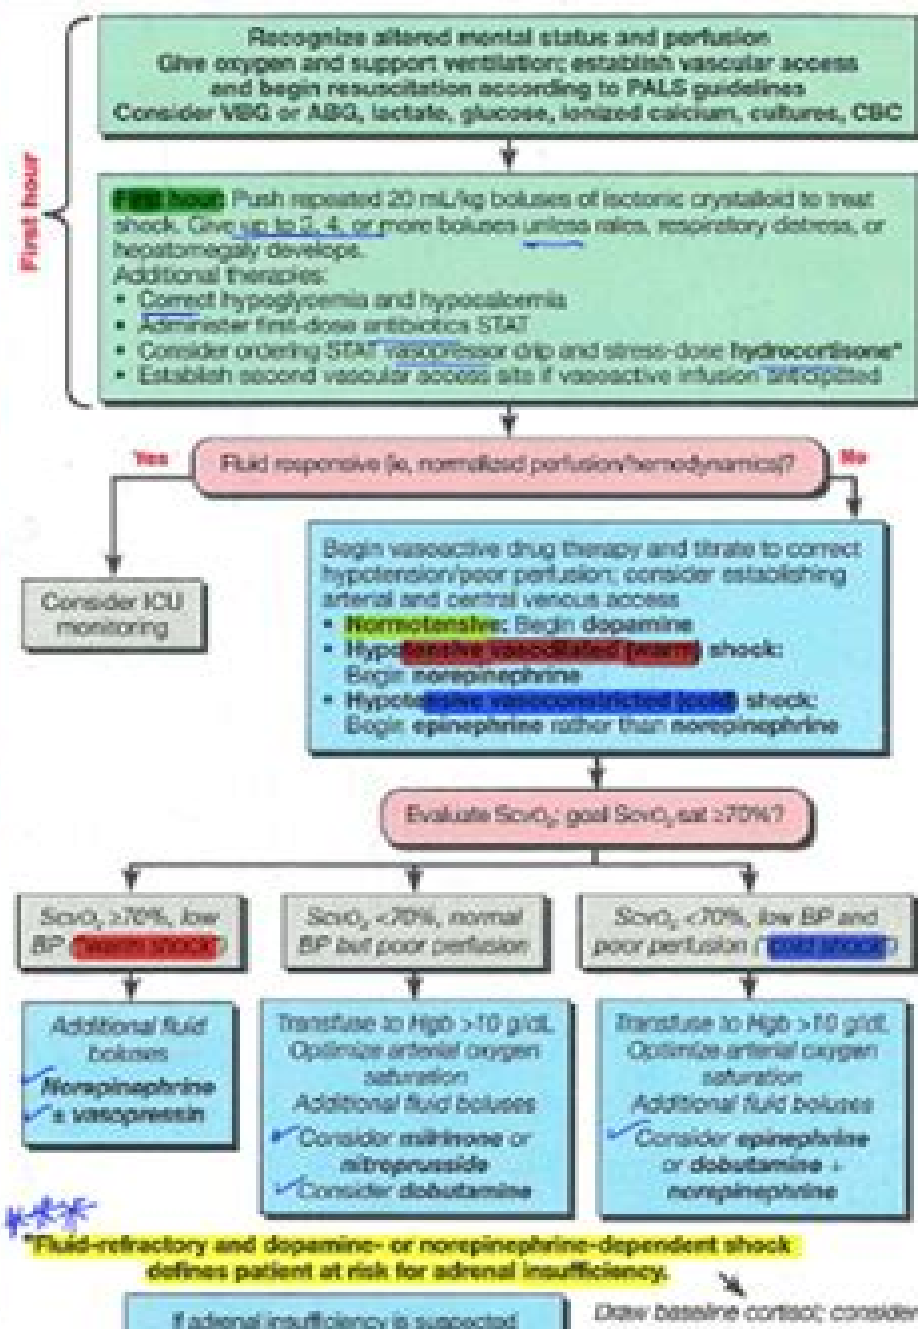 Recognize altered mental status and perfusion
Give oxygen and support ventilation; establish vascular access
and begin resuscitation according to PALS guidelines
Consider VBG or ABG, lactate, glucose, ionized calcium, cultures, CBC
First hour
First hour: Push repeated 20 mL/kg boluses of isotonic crystalloid to treat
shock. Give up to 2, 4, or more boluses unless rales, respiratory distress, or
hepatomegaly develops.
Additional therapies:
• Correct hypoglycemia and hypocalcemia
• Administer first-dose antibiotics STAT
• Consider ordering STAT vasopressor drip and stress-dose hydrocortisone*
• Establish second vascular access site if vasoactive infusion anticipated
Yes
Fluid responsive (ie, normalized perfusion/hemodynamics)?
No
Consider ICU
monitoring
Begin vasoactive drug therapy and titrate to correct
hypotension/poor perfusion; consider establishing
arterial and central venous access
• Normotensive: Begin dopamine
• Hypotensive vasodilated (warm) shock:
Begin norepinephrine
• Hypotensive vasoconstricted (cold) shock:
Begin epinephrine rather than norepinephrine
Evaluate ScvO₂; goal ScvO₂ sat ≥70%?
ScvO₂ ≥70%, low
BP ("warm shock")
ScvO₂ <70%, normal
BP but poor perfusion
ScvO₂ <70%, low BP and
poor perfusion ("cold shock")
Additional fluid
boluses
Norepinephrine
± vasopressin
Transfuse to Hgb >10 g/dL
Optimize arterial oxygen
saturation
Additional fluid boluses
Consider milrinone or
nitroprusside
Consider dobutamine
Transfuse to Hgb >10 g/dL
Optimize arterial oxygen
saturation
Additional fluid boluses
Consider epinephrine
or dobutamine +
norepinephrine
*Fluid-refractory and dopamine- or norepinephrine-dependent shock
defines patient at risk for adrenal insufficiency.
If adrenal insufficiency is suspected
Draw baseline cortisol; consider